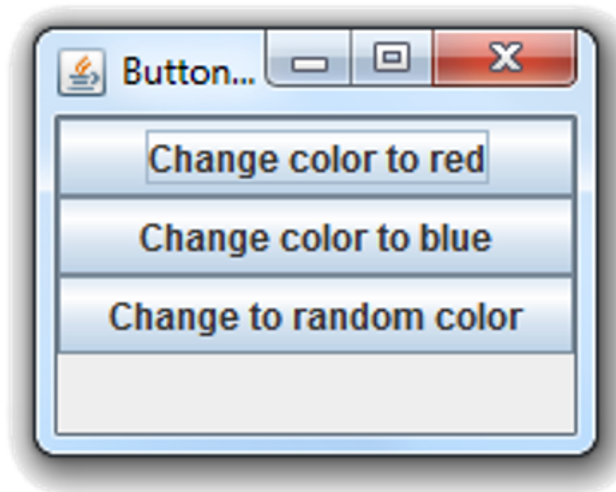 Button...
Change color to red
Change color to blue
Change to random color